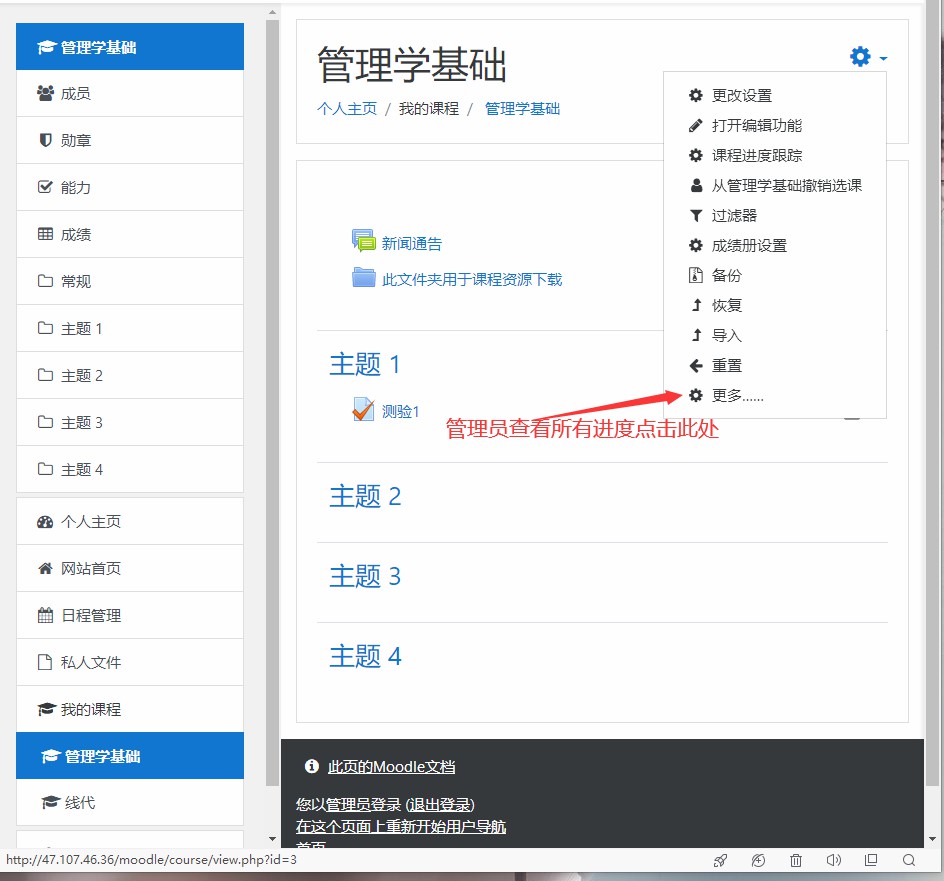 管理学基础
成员
勋章
能力
成绩
常规
主题 1
主题 2
主题 3
主题 4
个人主页
网站首页
日程管理
私人文件
我的课程
管理学基础
线代
管理学基础
个人主页 / 我的课程 / 管理学基础
更改设置
打开编辑功能
课程进度跟踪
从管理学基础撤销选课
过滤器
成绩册设置
备份
恢复
导入
重置
更多......
新闻通告
此文件夹用于课程资源下载
主题 1
测验1
管理员查看所有进度点击此处
主题 2
主题 3
主题 4
此页的Moodle文档
您以管理员登录 (退出登录)
在这个页面上重新开始用户导航
首页
http://47.107.46.36/moodle/course/view.php?id=3